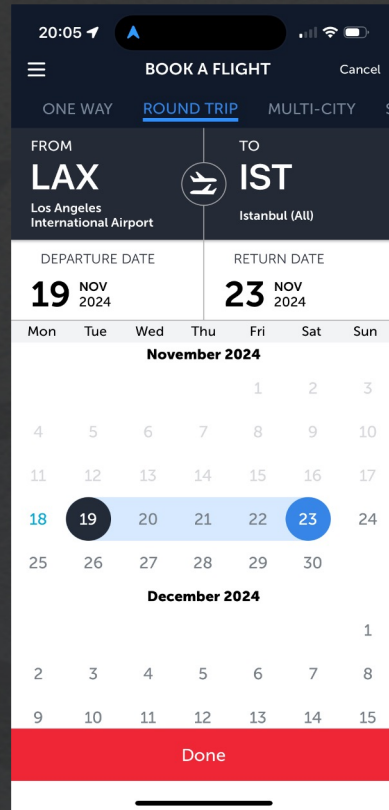 20:05
BOOK A FLIGHT Cancel
ONE WAY ROUND TRIP MULTI-CITY
FROM TO
LAX IST
Los Angeles
International Airport Istanbul (All)
DEPARTURE DATE RETURN DATE
19 NOV 2024 23 NOV 2024
Mon Tue Wed Thu Fri Sat Sun
November 2024
1 2 3
4 5 6 7 8 9 10
11 12 13 14 15 16 17
18 19 20 21 22 23 24
25 26 27 28 29 30
December 2024
1
2 3 4 5 6 7 8
9 10 11 12 13 14 15
Done